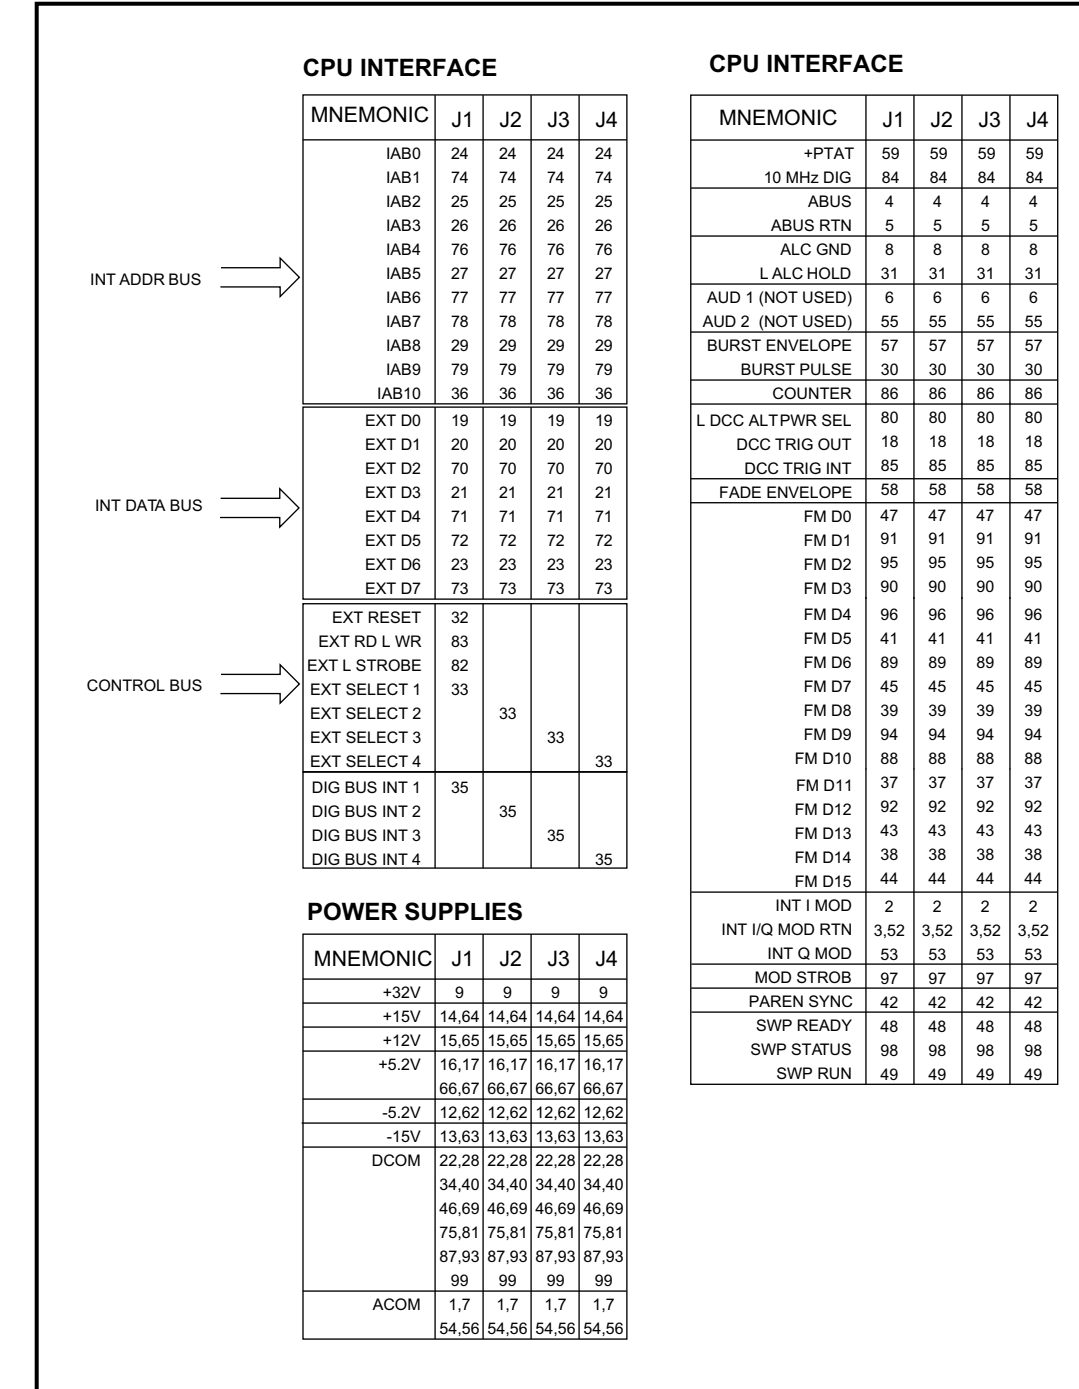 CPU INTERFACE
MNEMONIC J1 J2 J3 J4
IAB0 24 24 24 24
IAB1 74 74 74 74
IAB2 25 25 25 25
IAB3 26 26 26 26
IAB4 76 76 76 76
INT ADDR BUS
IAB5 27 27 27 27
IAB6 77 77 77 77
IAB7 78 78 78 78
IAB8 29 29 29 29
IAB9 79 79 79 79
IAB10 36 36 36 36
EXT D0 19 19 19 19
EXT D1 20 20 20 20
EXT D2 70 70 70 70
EXT D3 21 21 21 21
INT DATA BUS
EXT D4 71 71 71 71
EXT D5 72 72 72 72
EXT D6 23 23 23 23
EXT D7 73 73 73 73
EXT RESET 32
EXT RD L WR 83
EXT L STROBE 82
CONTROL BUS
EXT SELECT 1 33
EXT SELECT 2 33
EXT SELECT 3 33
EXT SELECT 4 33
DIG BUS INT 1 35
DIG BUS INT 2 35
DIG BUS INT 3 35
DIG BUS INT 4 35
POWER SUPPLIES
MNEMONIC J1 J2 J3 J4
+32V 9 9 9 9
+15V 14,64 14,64 14,64 14,64
+12V 15,65 15,65 15,65 15,65
+5.2V 16,17 16,17 16,17 16,17
66,67 66,67 66,67 66,67
-5.2V 12,62 12,62 12,62 12,62
-15V 13,63 13,63 13,63 13,63
DCOM 22,28 22,28 22,28 22,28
34,40 34,40 34,40 34,40
46,69 46,69 46,69 46,69
75,81 75,81 75,81 75,81
87,93 87,93 87,93 87,93
99 99 99 99
ACOM 1,7 1,7 1,7 1,7
54,56 54,56 54,56 54,56
CPU INTERFACE
MNEMONIC J1 J2 J3 J4
+PTAT 59 59 59 59
10 MHz DIG 84 84 84 84
ABUS 4 4 4 4
ABUS RTN 5 5 5 5
ALC GND 8 8 8 8
L ALC HOLD 31 31 31 31
AUD 1 (NOT USED) 6 6 6 6
AUD 2 (NOT USED) 55 55 55 55
BURST ENVELOPE 57 57 57 57
BURST PULSE 30 30 30 30
COUNTER 86 86 86 86
L DCC ALTPWR SEL 80 80 80 80
DCC TRIG OUT 18 18 18 18
DCC TRIG INT 85 85 85 85
FADE ENVELOPE 58 58 58 58
FM D0 47 47 47 47
FM D1 91 91 91 91
FM D2 95 95 95 95
FM D3 90 90 90 90
FM D4 96 96 96 96
FM D5 41 41 41 41
FM D6 89 89 89 89
FM D7 45 45 45 45
FM D8 39 39 39 39
FM D9 94 94 94 94
FM D10 88 88 88 88
FM D11 37 37 37 37
FM D12 92 92 92 92
FM D13 43 43 43 43
FM D14 38 38 38 38
FM D15 44 44 44 44
INT I MOD 2 2 2 2
INT I/Q MOD RTN 3,52 3,52 3,52 3,52
INT Q MOD 53 53 53 53
MOD STROB 97 97 97 97
PAREN SYNC 42 42 42 42
SWP READY 48 48 48 48
SWP STATUS 98 98 98 98
SWP RUN 49 49 49 49